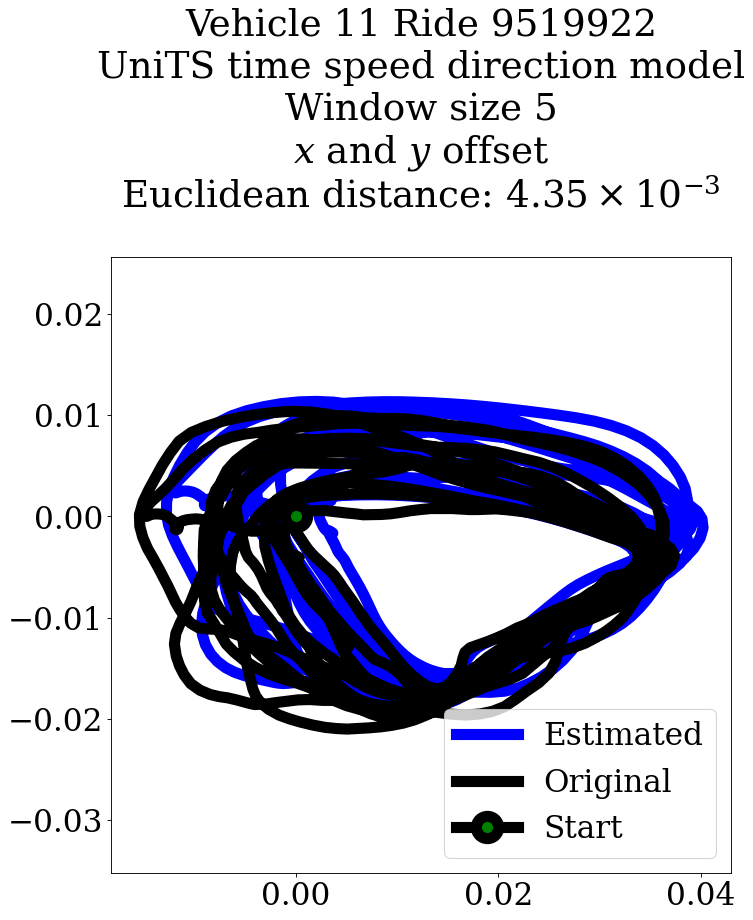 Vehicle 11 Ride 9519922
UniTS time speed direction model
Window size 5
x and y offset
Euclidean distance: 4.35 × 10⁻³
0.02
0.01
0.00
−0.01
−0.02
−0.03
Estimated
Original
Start
0.00 0.02 0.04